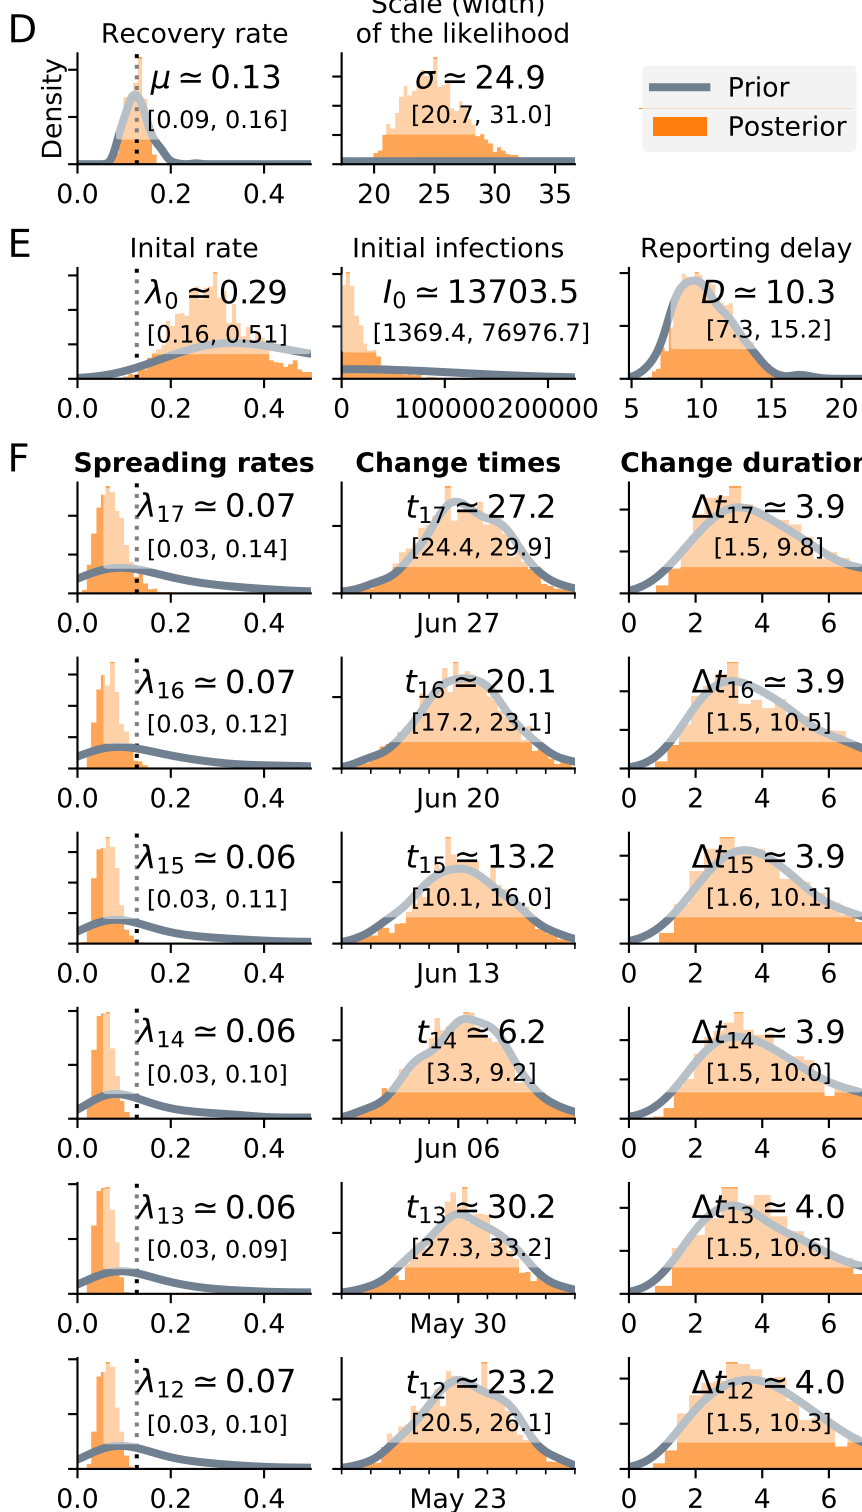 D
Recovery rate
Scale (width)
of the likelihood
Density
μ ≃ 0.13
[0.09, 0.16]
σ ≃ 24.9
[20.7, 31.0]
Prior
Posterior
0.0 0.2 0.4
20 25 30 35
E
Inital rate
Initial infections
Reporting delay
λ0 ≃ 0.29
[0.16, 0.51]
I0 ≃ 13703.5
[1369.4, 76976.7]
D ≃ 10.3
[7.3, 15.2]
0.0 0.2 0.4
0 100000 200000
5 10 15 20
F
Spreading rates
Change times
Change duration
λ17 ≃ 0.07
[0.03, 0.14]
t17 ≃ 27.2
[24.4, 29.9]
Δt17 ≃ 3.9
[1.5, 9.8]
0.0 0.2 0.4
Jun 27
0 2 4 6
λ16 ≃ 0.07
[0.03, 0.12]
t16 ≃ 20.1
[17.2, 23.1]
Δt16 ≃ 3.9
[1.5, 10.5]
0.0 0.2 0.4
Jun 20
0 2 4 6
λ15 ≃ 0.06
[0.03, 0.11]
t15 ≃ 13.2
[10.1, 16.0]
Δt15 ≃ 3.9
[1.6, 10.1]
0.0 0.2 0.4
Jun 13
0 2 4 6
λ14 ≃ 0.06
[0.03, 0.10]
t14 ≃ 6.2
[3.3, 9.2]
Δt14 ≃ 3.9
[1.5, 10.0]
0.0 0.2 0.4
Jun 06
0 2 4 6
λ13 ≃ 0.06
[0.03, 0.09]
t13 ≃ 30.2
[27.3, 33.2]
Δt13 ≃ 4.0
[1.5, 10.6]
0.0 0.2 0.4
May 30
0 2 4 6
λ12 ≃ 0.07
[0.03, 0.10]
t12 ≃ 23.2
[20.5, 26.1]
Δt12 ≃ 4.0
[1.5, 10.3]
0.0 0.2 0.4
May 23
0 2 4 6